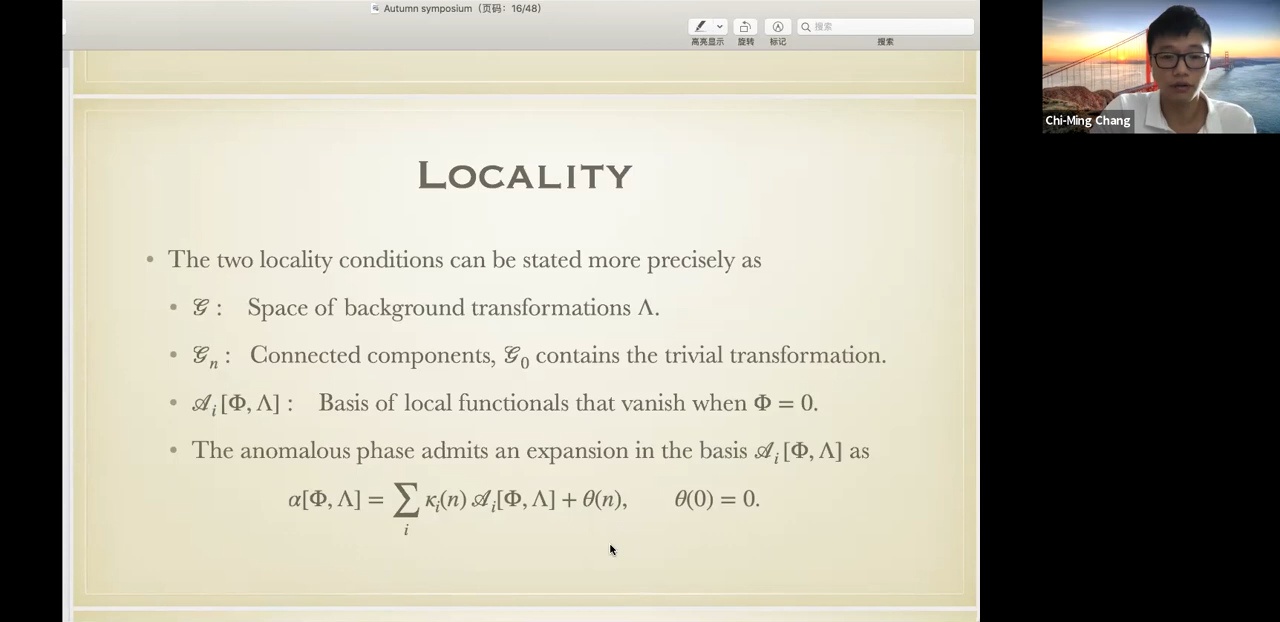 Autumn symposium（页码：16/48）
搜索
高亮显示 旋转 标记 搜索
Chi-Ming Chang
LOCALITY
• The two locality conditions can be stated more precisely as
• 𝒢 : Space of background transformations Λ.
• 𝒢ₙ : Connected components, 𝒢₀ contains the trivial transformation.
• 𝒜ᵢ[Φ, Λ] : Basis of local functionals that vanish when Φ = 0.
• The anomalous phase admits an expansion in the basis 𝒜ᵢ[Φ, Λ] as
α[Φ, Λ] = ∑ᵢ κᵢ(n) 𝒜ᵢ[Φ, Λ] + θ(n), θ(0) = 0.